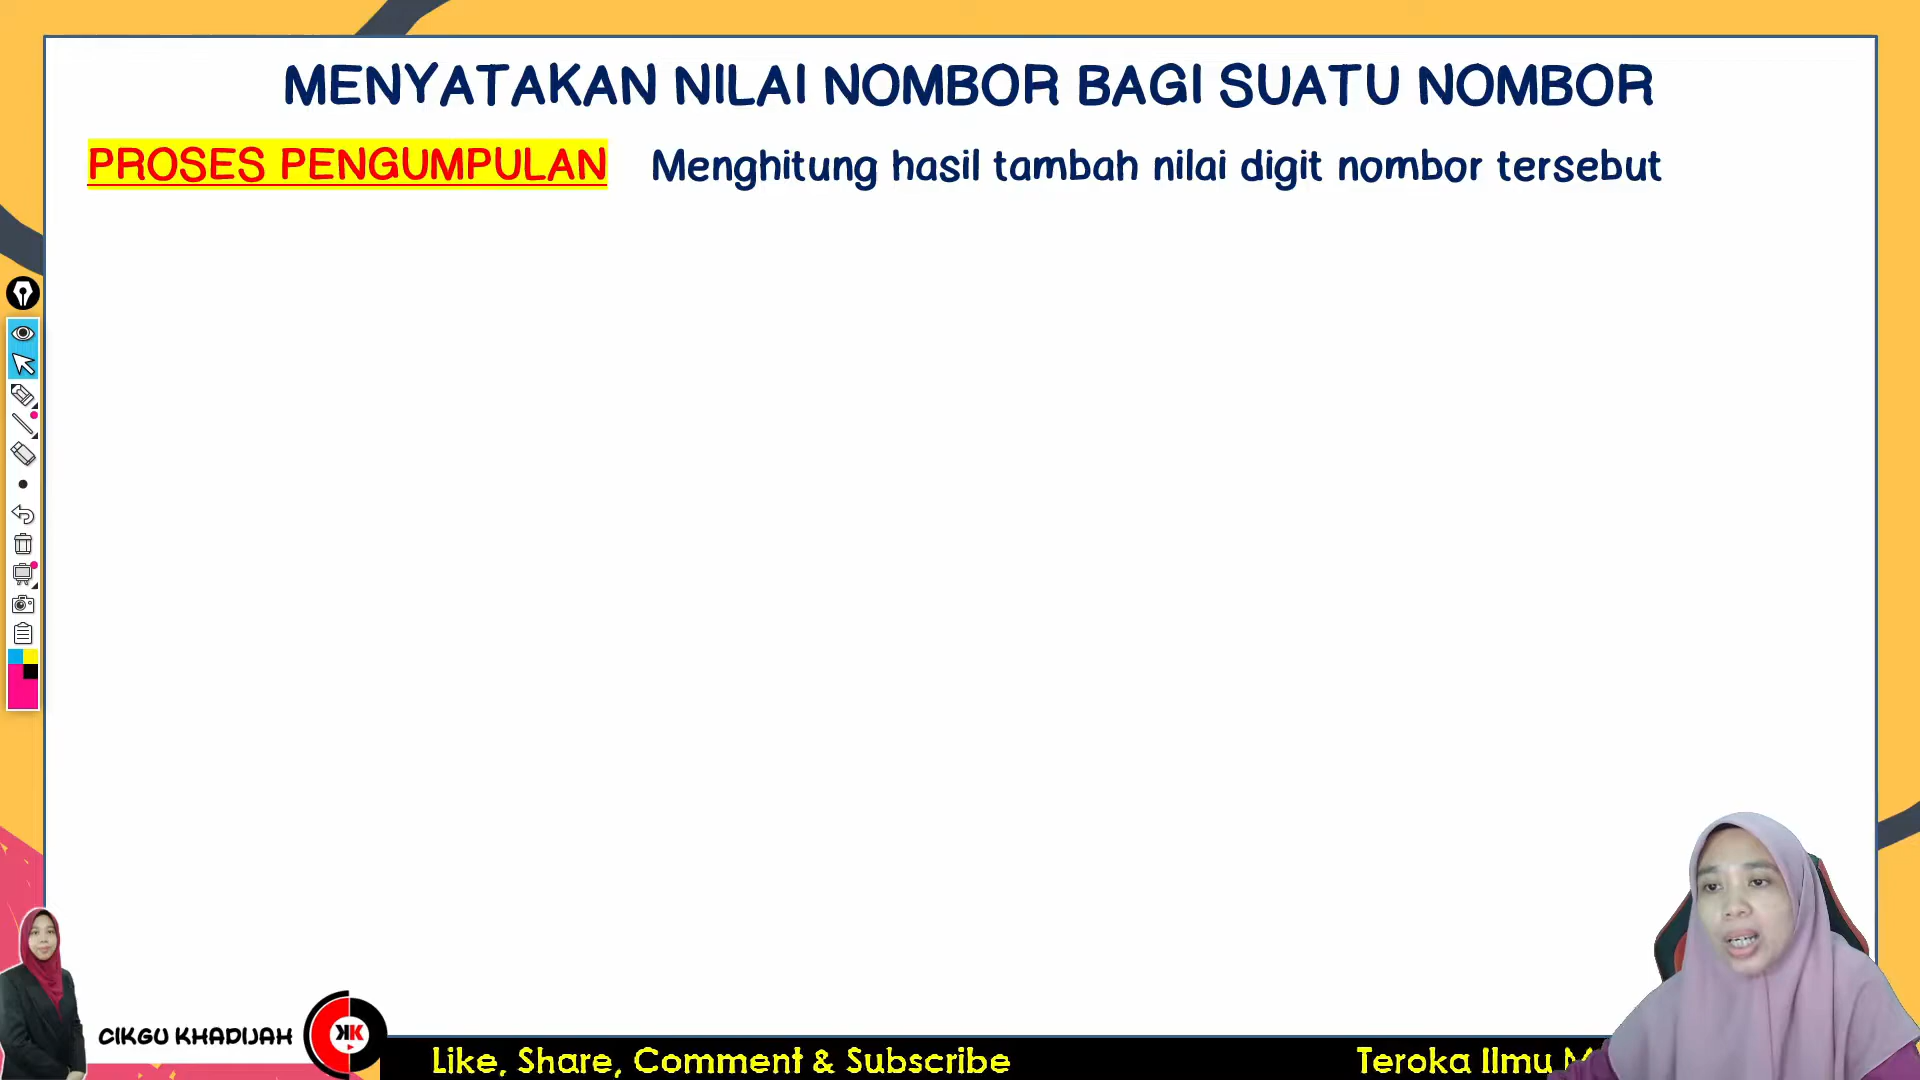 MENYATAKAN NILAI NOMBOR BAGI SUATU NOMBOR
PROSES PENGUMPULAN Menghitung hasil tambah nilai digit nombor tersebut
CIKGU KHADIJAH
KK
Like, Share, Comment & Subscribe
Teroka Ilmu